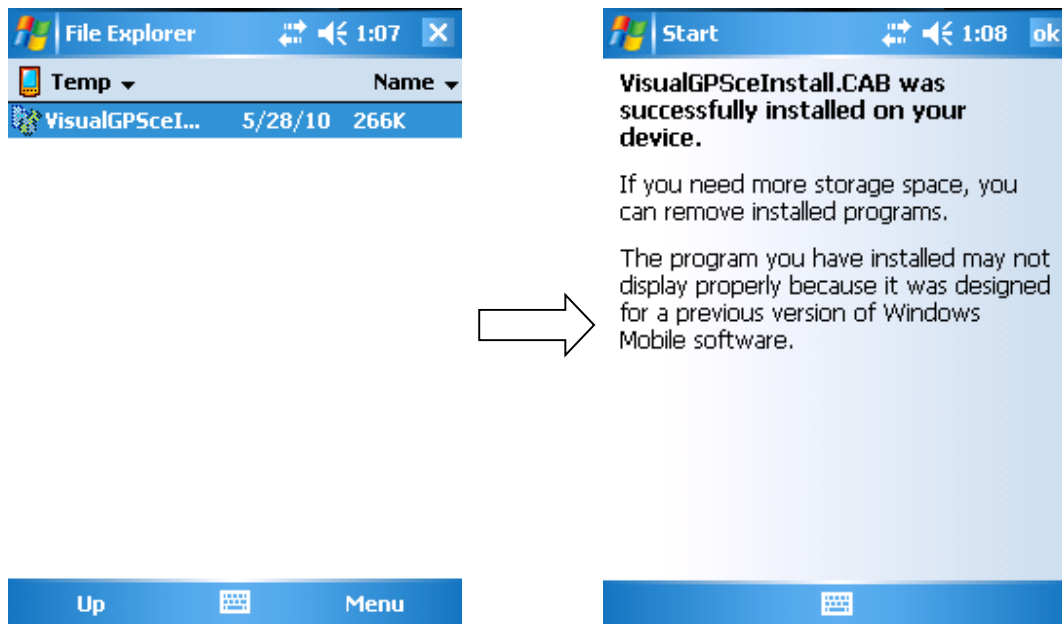 File Explorer 1:07
Temp Name
VisualGPSceI... 5/28/10 266K
Up Menu
Start 1:08 ok
VisualGPSceInstall.CAB was
successfully installed on your
device.
If you need more storage space, you
can remove installed programs.
The program you have installed may not
display properly because it was designed
for a previous version of Windows
Mobile software.